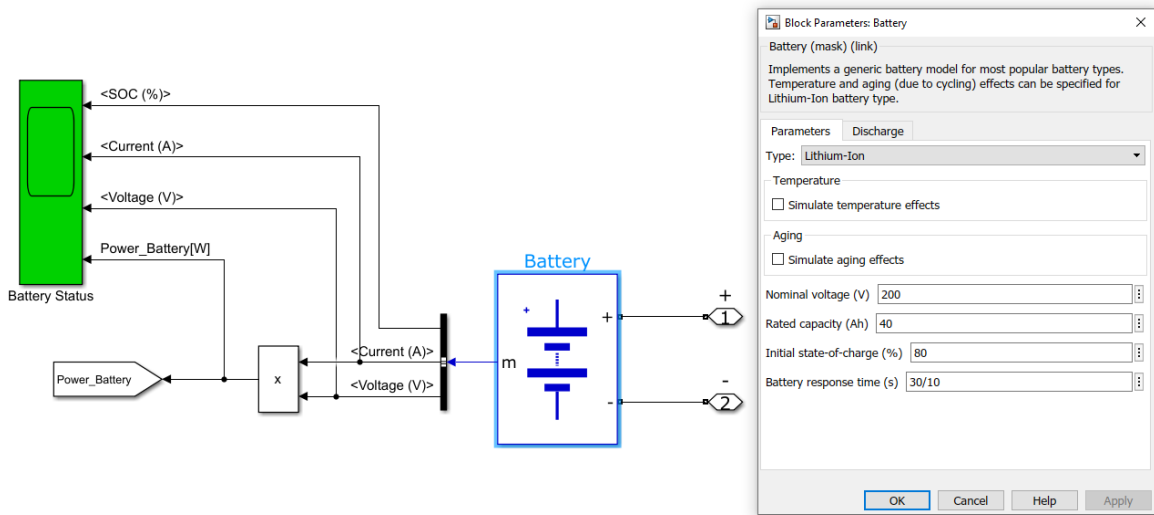 <SOC (%)>
<Current (A)>
<Voltage (V)>
Power_Battery[W]
Battery Status
Power_Battery
x
<Current (A)>
<Voltage (V)>
Battery
+
m
+
-
+
1
-
2
Block Parameters: Battery
Battery (mask) (link)
Implements a generic battery model for most popular battery types.
Temperature and aging (due to cycling) effects can be specified for
Lithium-Ion battery type.
Parameters Discharge
Type: Lithium-Ion
Temperature
Simulate temperature effects
Aging
Simulate aging effects
Nominal voltage (V) 200
Rated capacity (Ah) 40
Initial state-of-charge (%) 80
Battery response time (s) 30/10
OK Cancel Help Apply